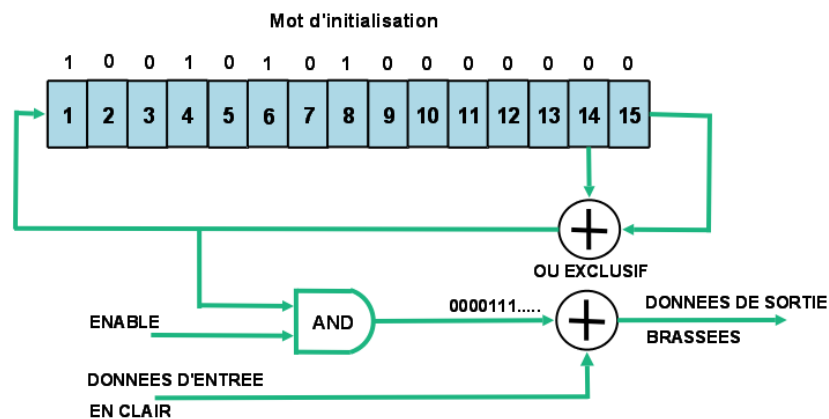 Mot d'initialisation
1 0 0 1 0 1 0 1 0 0 0 0 0 0 0
1 2 3 4 5 6 7 8 9 10 11 12 13 14 15
OU EXCLUSIF
ENABLE
AND
0000111.....
DONNEES DE SORTIE
BRASSEES
DONNEES D'ENTREE
EN CLAIR